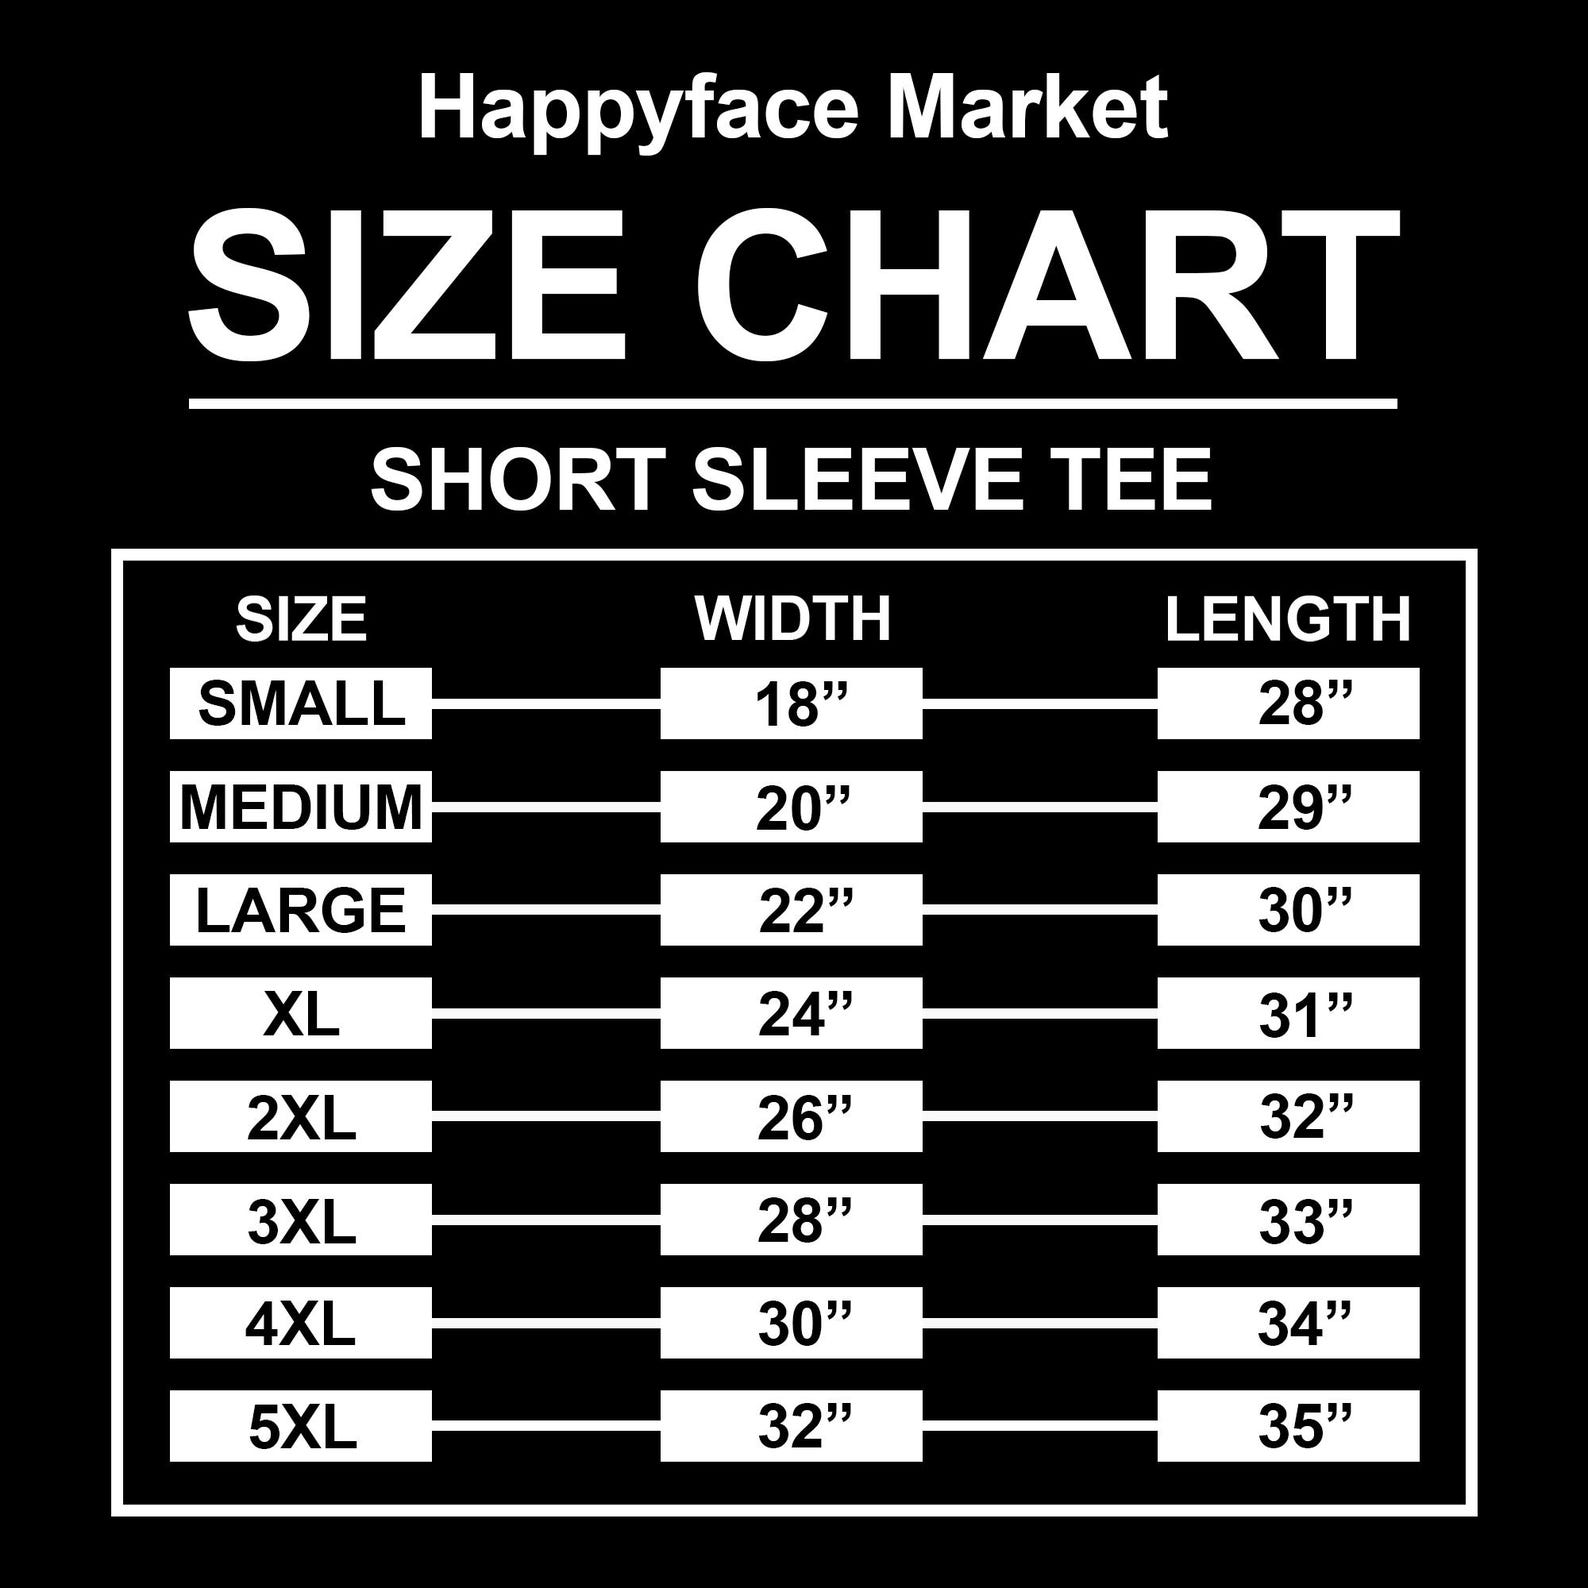 Happyface Market
SIZE CHART
SHORT SLEEVE TEE
SIZE WIDTH LENGTH
SMALL 18” 28”
MEDIUM 20” 29”
LARGE 22” 30”
XL 24” 31”
2XL 26” 32”
3XL 28” 33”
4XL 30” 34”
5XL 32” 35”